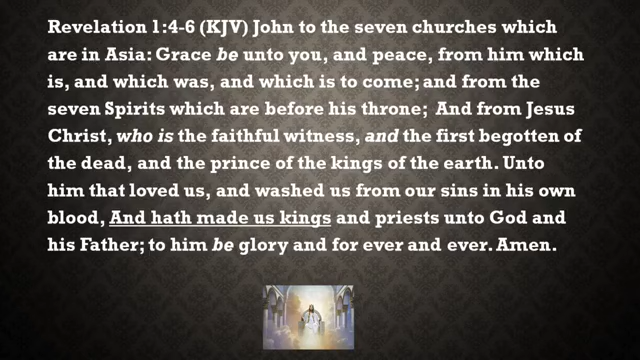 Revelation 1:4-6 (KJV) John to the seven churches which
are in Asia: Grace be unto you, and peace, from him which
is, and which was, and which is to come; and from the
seven Spirits which are before his throne; And from Jesus
Christ, who is the faithful witness, and the first begotten of
the dead, and the prince of the kings of the earth. Unto
him that loved us, and washed us from our sins in his own
blood, And hath made us kings and priests unto God and
his Father; to him be glory and for ever and ever. Amen.